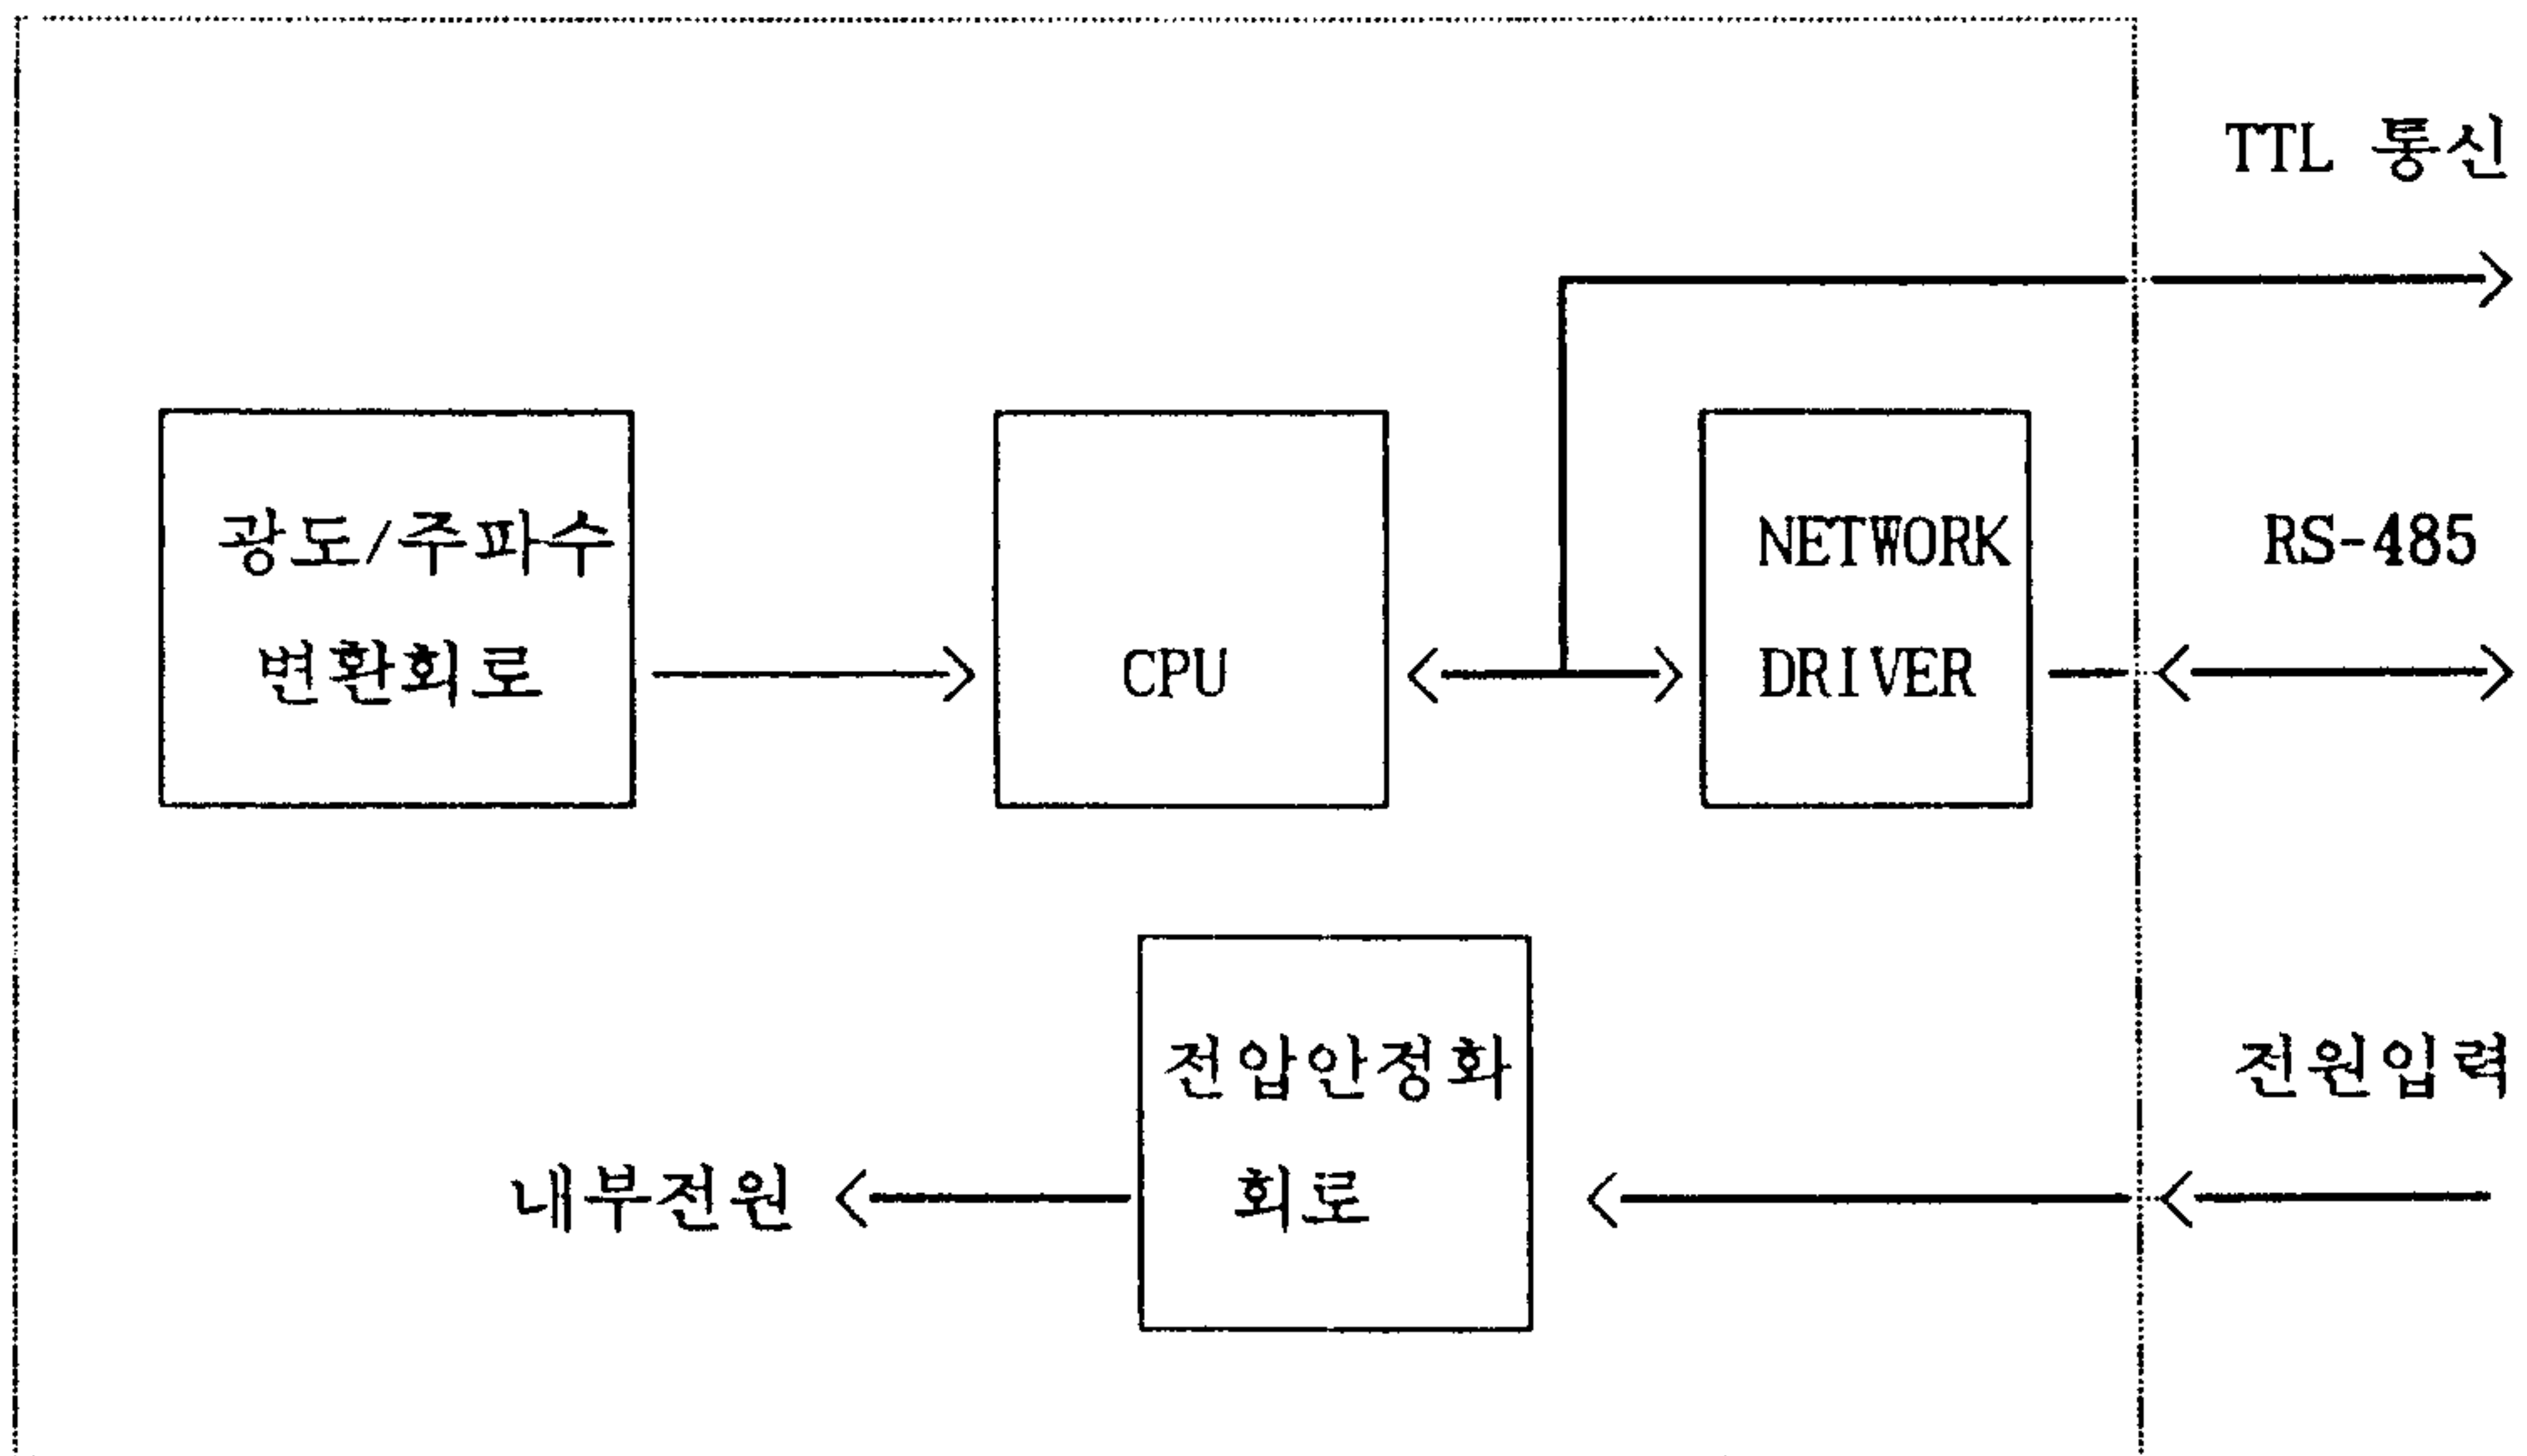 TTL 통신
광도/주파수
변환회로
CPU
NETWORK
DRIVER
RS-485
전압안정화
회로
전원입력
내부전원